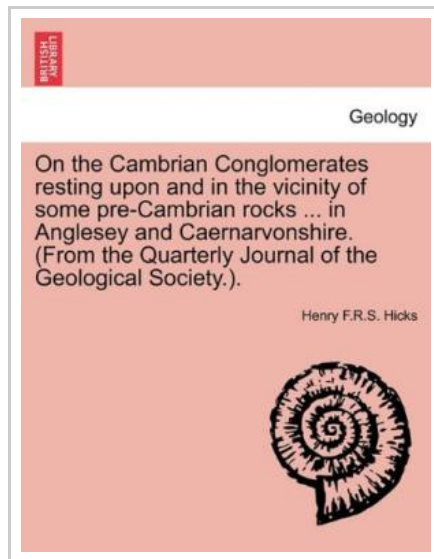 BRITISH
LIBRARY
Geology
On the Cambrian Conglomerates
resting upon and in the vicinity of
some pre-Cambrian rocks ... in
Anglesey and Caernarvonshire.
(From the Quarterly Journal of the
Geological Society.).
Henry F.R.S. Hicks